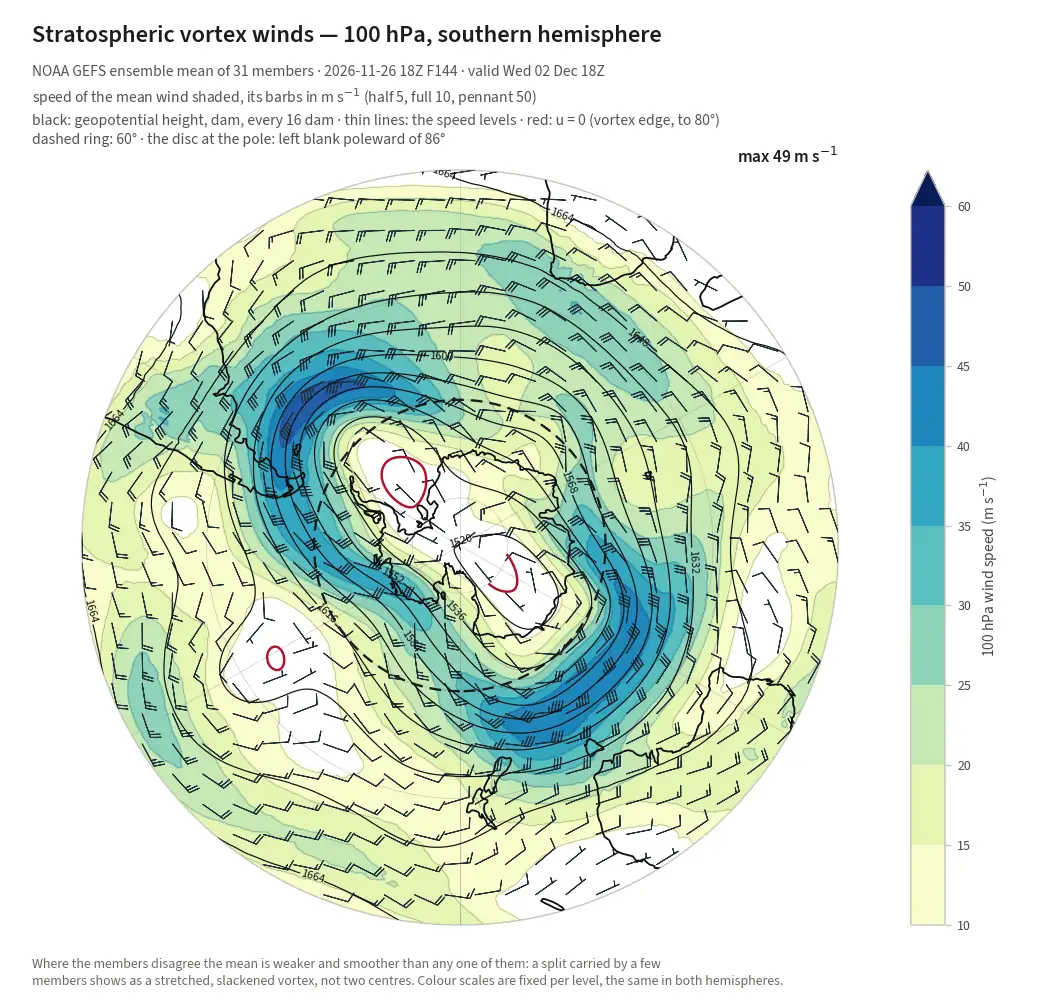 Stratospheric vortex winds — 100 hPa, southern hemisphere
NOAA GEFS ensemble mean of 31 members · 2026-11-26 18Z F144 · valid Wed 02 Dec 18Z
speed of the mean wind shaded, its barbs in m s⁻¹ (half 5, full 10, pennant 50)
black: geopotential height, dam, every 16 dam · thin lines: the speed levels · red: u = 0 (vortex edge, to 80°)
dashed ring: 60° · the disc at the pole: left blank poleward of 86°
max 49 m s⁻¹
1664
1664
1648
1600
1664
1568
1520
1632
1552
1536
1664
1616
1584
1664
60
50
45
40
35
30
25
20
15
10
100 hPa wind speed (m s⁻¹)
Where the members disagree the mean is weaker and smoother than any one of them: a split carried by a few
members shows as a stretched, slackened vortex, not two centres. Colour scales are fixed per level, the same in both hemispheres.